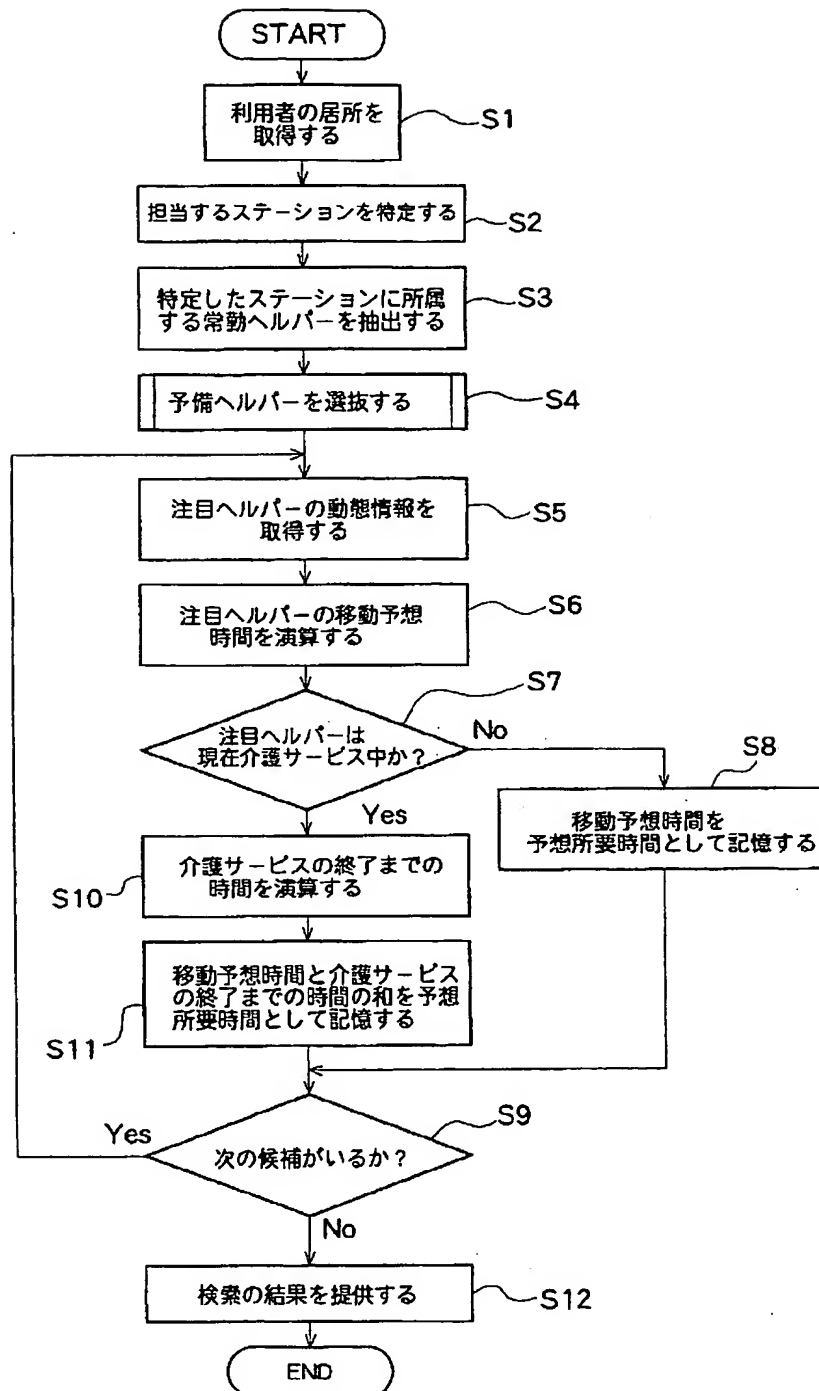 START
利用者の居所を
取得する
S1
担当するステーションを特定する
S2
特定したステーションに所属
する常勤ヘルパーを抽出する
S3
予備ヘルパーを選抜する
S4
注目ヘルパーの動態情報を
取得する
S5
注目ヘルパーの移動予想
時間を演算する
S6
S7
注目ヘルパーは
現在介護サービス中か？
No
S8
移動予想時間を
予想所要時間として記憶する
Yes
介護サービスの終了までの
時間を演算する
S10
移動予想時間と介護サービス
の終了までの時間の和を予想
所要時間として記憶する
S11
Yes
S9
次の候補がいるか？
No
検索の結果を提供する
S12
END